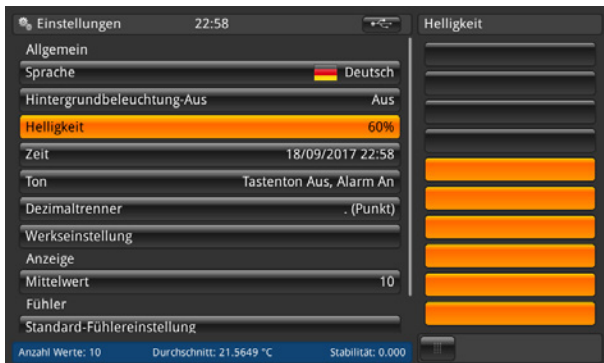 Einstellungen 22:58
Helligkeit
Allgemein
Sprache Deutsch
Hintergrundbeleuchtung-Aus Aus
Helligkeit 60%
Zeit 18/09/2017 22:58
Ton Tastenton Aus, Alarm An
Dezimaltrenner . (Punkt)
Werkseinstellung
Anzeige
Mittelwert 10
Fühler
Standard-Fühlereinstellung
Anzahl Werte: 10 Durchschnitt: 21.5649 °C Stabilität: 0.000